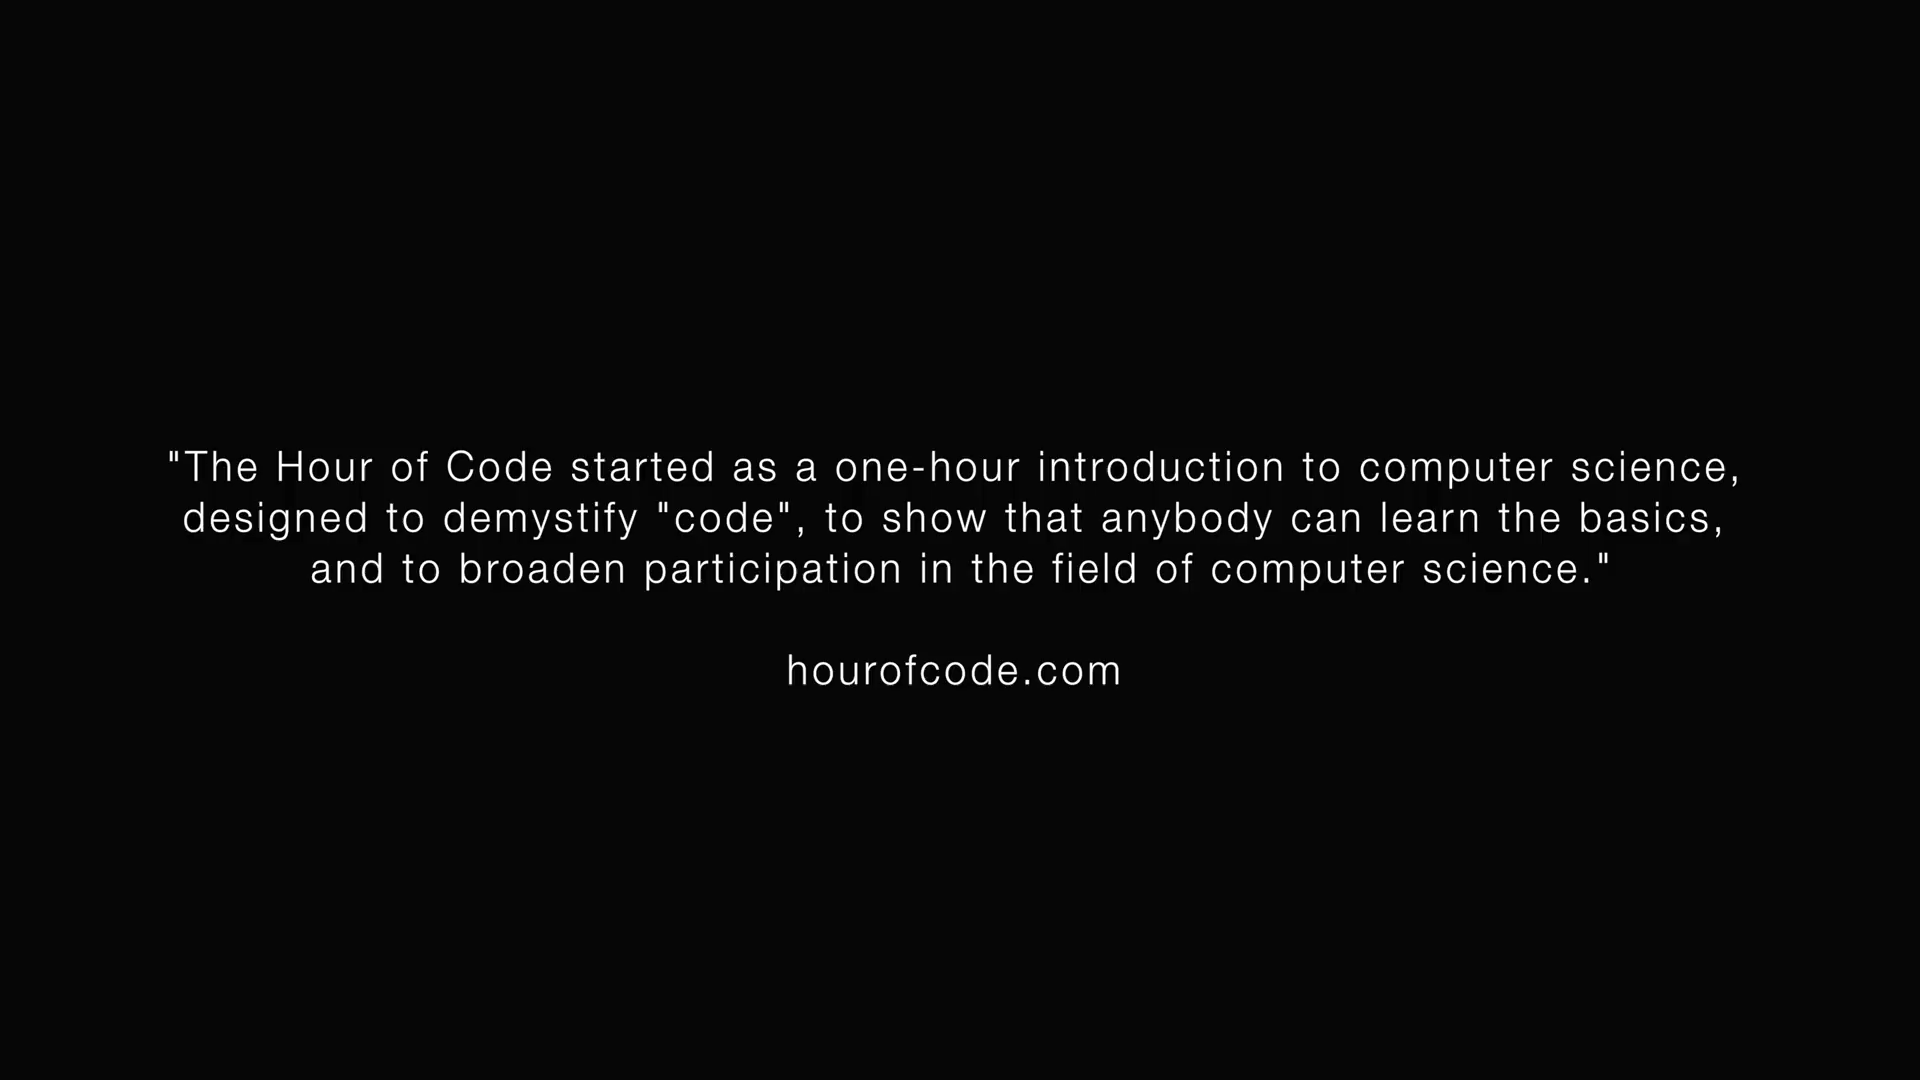 "The Hour of Code started as a one-hour introduction to computer science,
designed to demystify "code", to show that anybody can learn the basics,
and to broaden participation in the field of computer science."
hourofcode.com